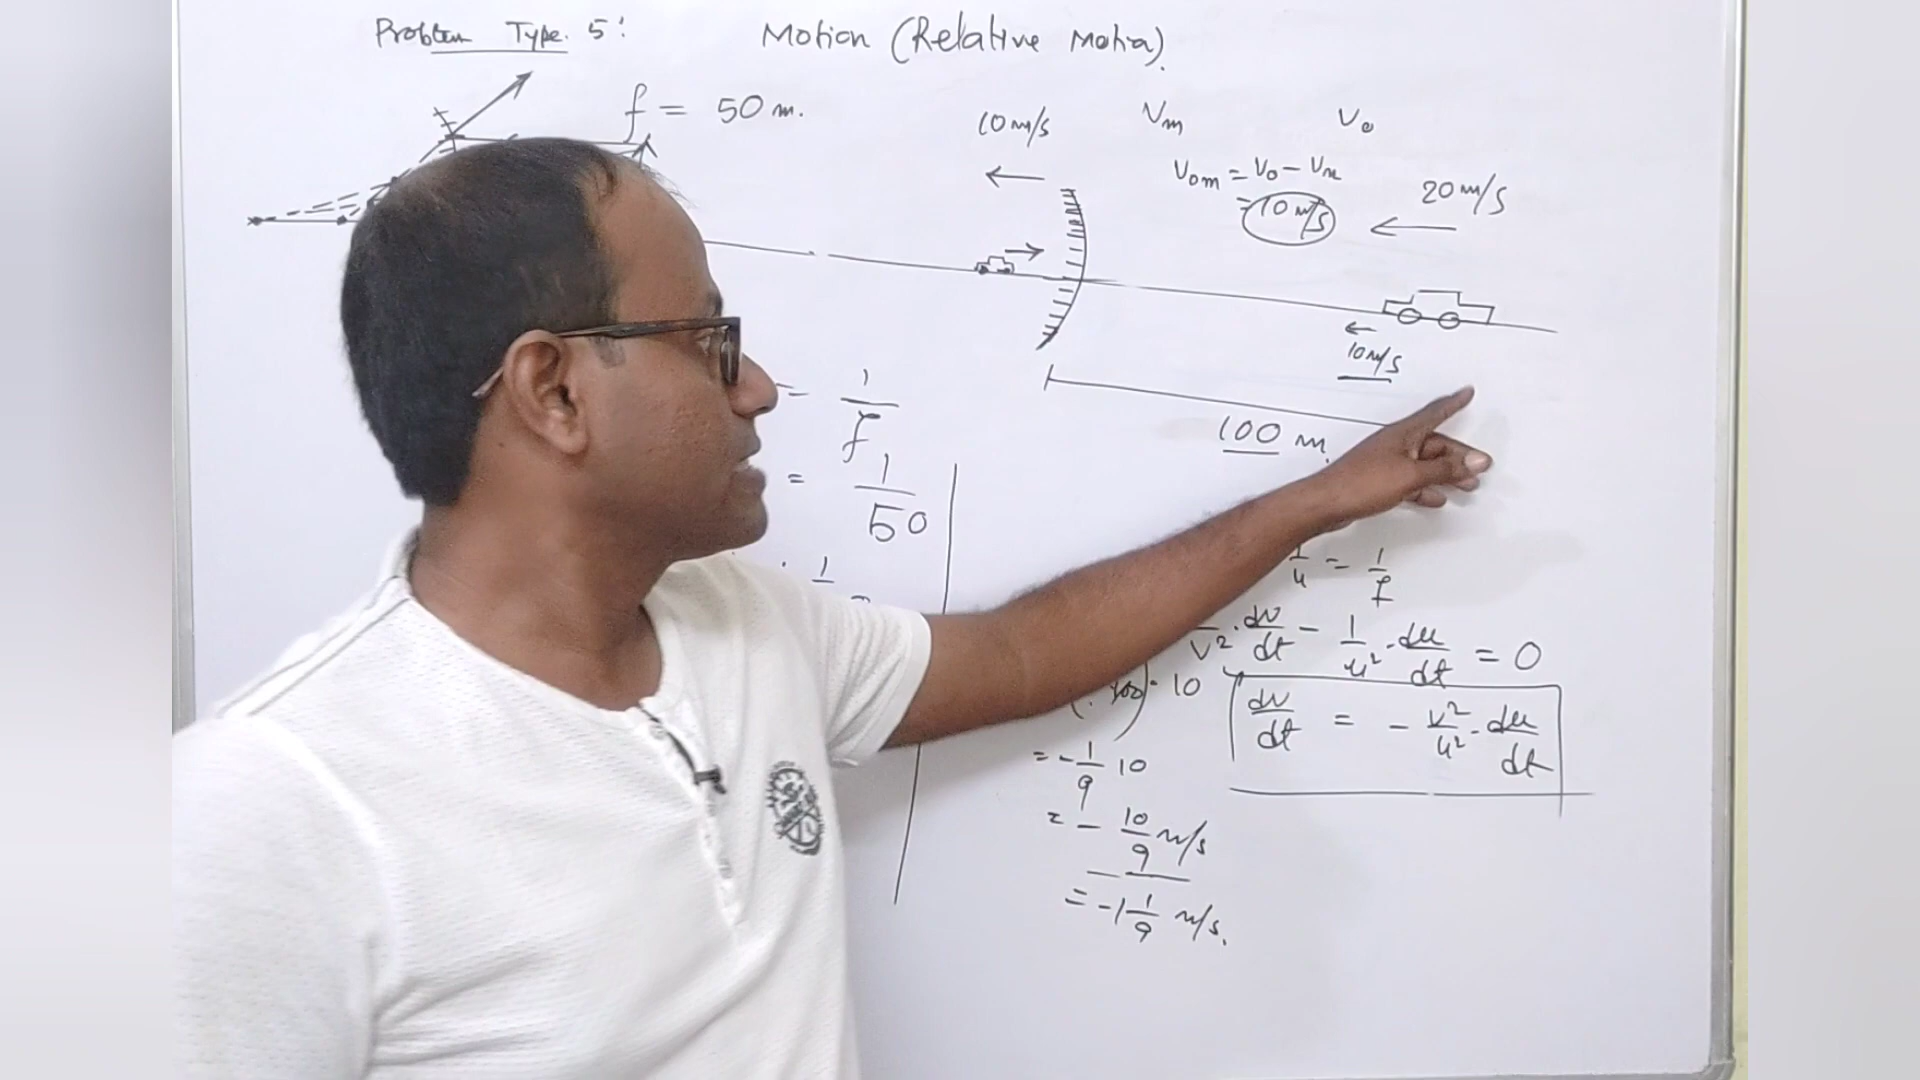 Problem Type. 5: Motion (Relative Motion).
f = 50 m.
10 m/s
Vm
Vo
Vom = Vo - Vm
= 10 m/s
20 m/s
10 m/s
100 m.
= 1/f
= 1/50
1/u = 1/f
v² · dv/dt - 1/u² · du/dt = 0
· 10
dv/dt = - v²/u² · du/dt
= - 1/9 10
= - 10/9 m/s
= -1 1/9 m/s.